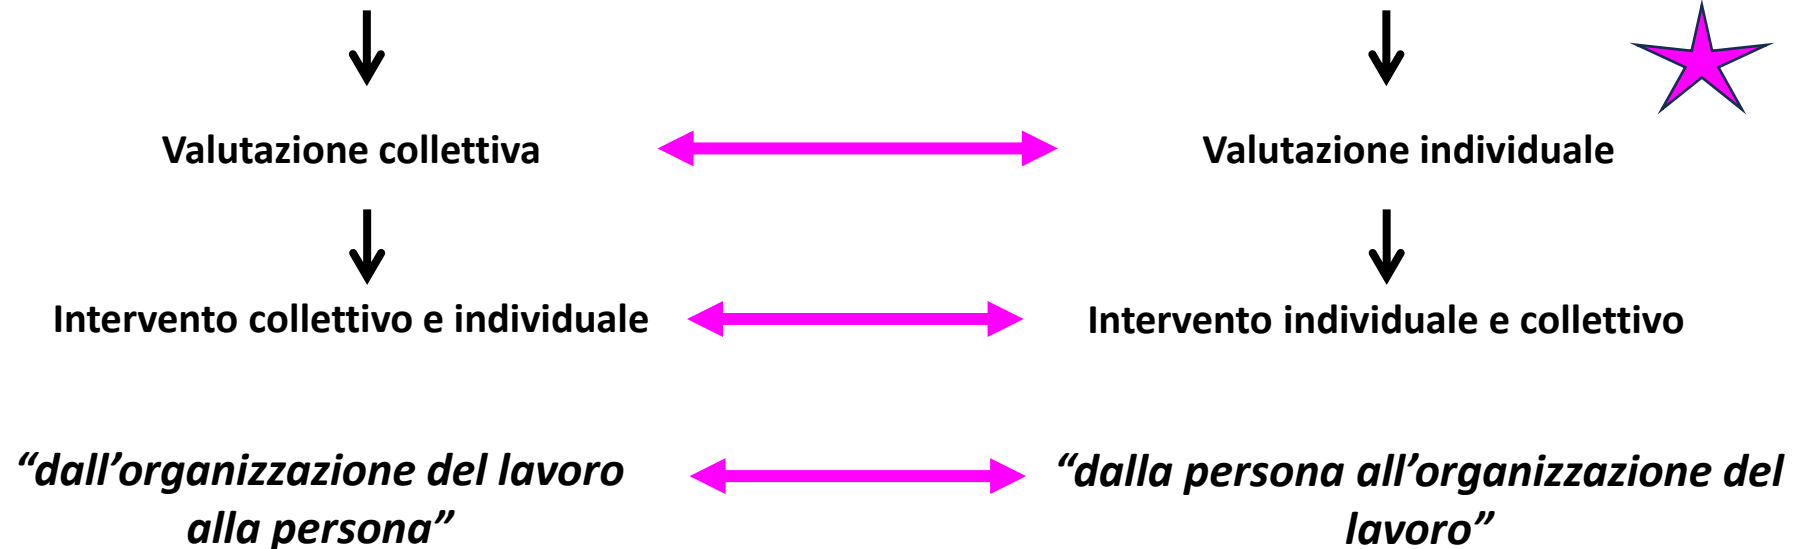 Valutazione collettiva
Valutazione individuale
Intervento collettivo e individuale
Intervento individuale e collettivo
“dall’organizzazione del lavoro
alla persona”
“dalla persona all’organizzazione del
lavoro”